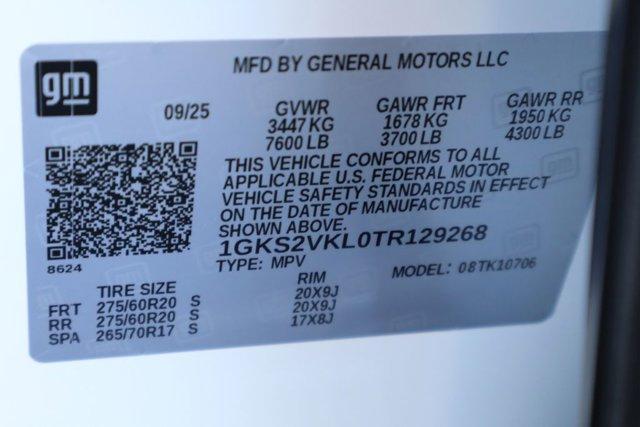 gm
MFD BY GENERAL MOTORS LLC
09/25
GVWR GAWR FRT GAWR RR
3447 KG 1678 KG 1950 KG
7600 LB 3700 LB 4300 LB
THIS VEHICLE CONFORMS TO ALL
APPLICABLE U.S. FEDERAL MOTOR
VEHICLE SAFETY STANDARDS IN EFFECT
ON THE DATE OF MANUFACTURE
SHOWN ABOVE.
1GKS2VKL0TR129268
8624
TYPE: MPV MODEL: 08TK10706
TIRE SIZE RIM
FRT 275/60R20 S 20X9J
RR 275/60R20 S 20X9J
SPA 265/70R17 S 17X8J